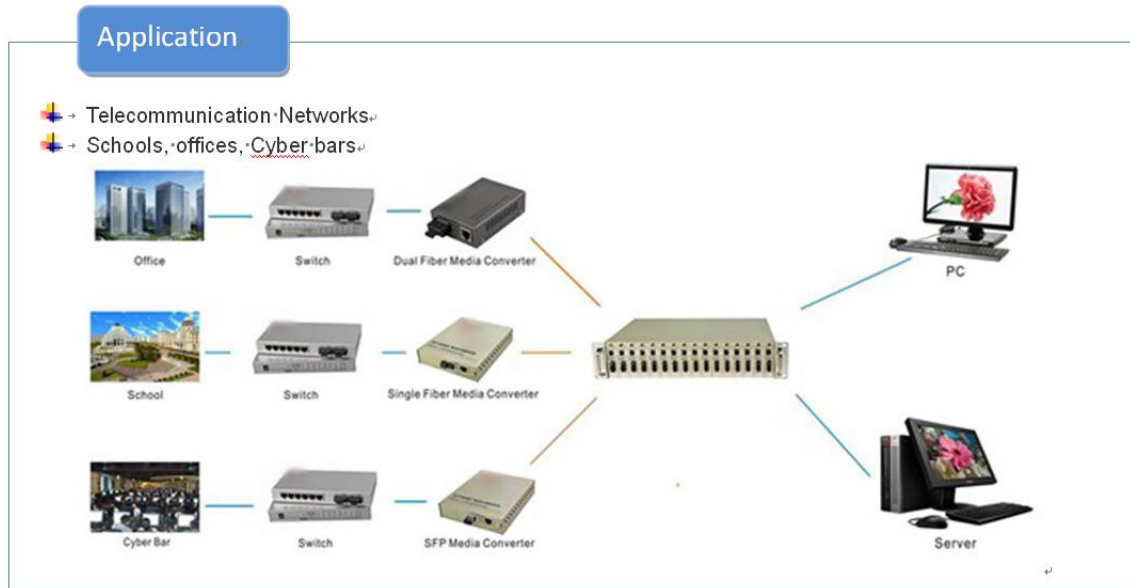 Application
Telecommunication Networks
Schools, offices, Cyber bars
Office
Switch
Dual Fiber Media Converter
PC
School
Switch
Single Fiber Media Converter
Cyber Bar
Switch
SFP Media Converter
Server